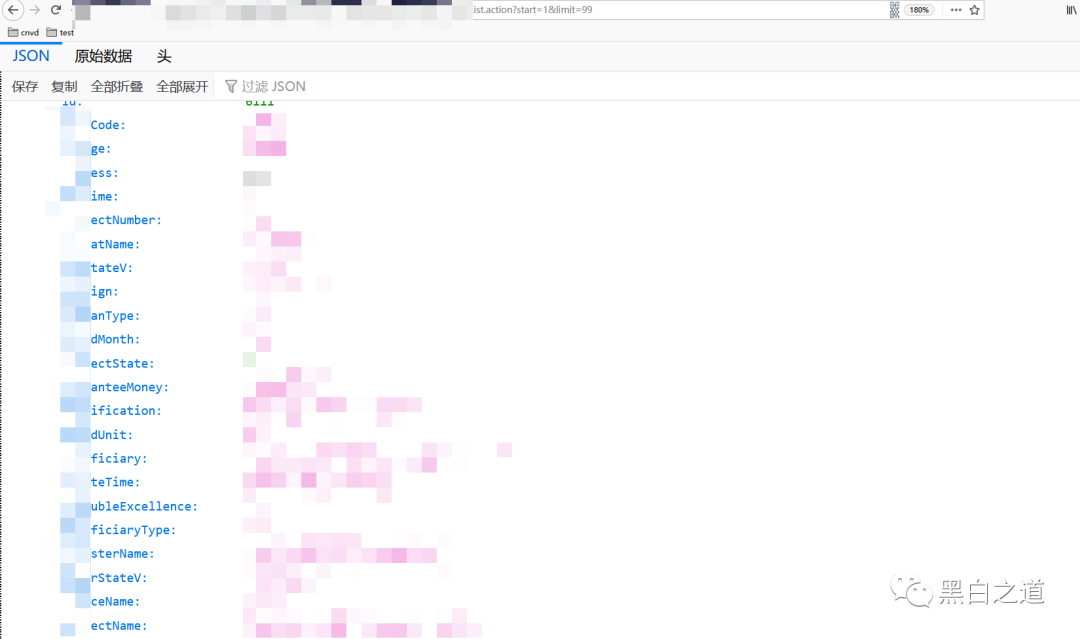 ist.action?start=1&limit=99
180%
cnvd test
JSON 原始数据 头
保存 复制 全部折叠 全部展开 过滤 JSON
id: 6111
Code:
ge:
ess:
ime:
ectNumber:
atName:
tateV:
ign:
anType:
dMonth:
ectState:
anteeMoney:
ification:
dUnit:
ficiary:
teTime:
ubleExcellence:
ficiaryType:
sterName:
rStateV:
ceName:
ectName:
黑白之道